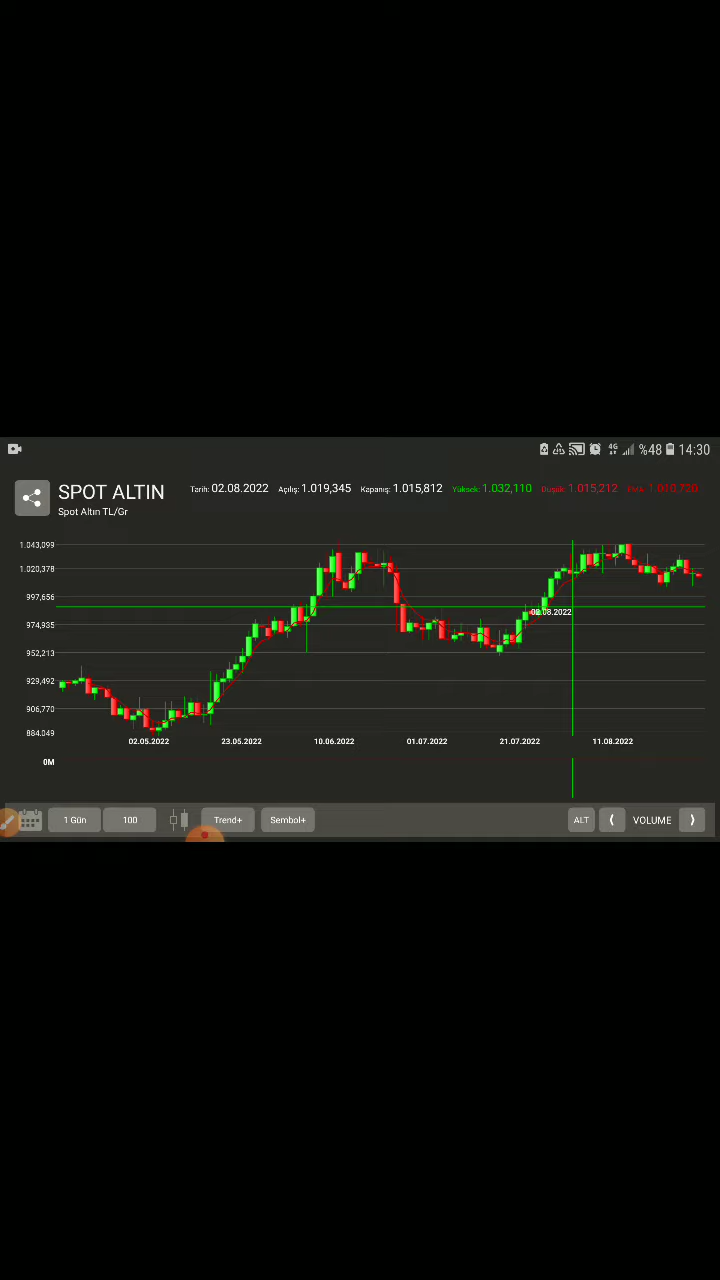 4G %48 14:30
SPOT ALTIN
Tarih: 02.08.2022 Açılış: 1.019,345 Kapanış: 1.015,812 Yüksek: 1.032,110 Düşük: 1.015,212
Spot Altın TL/Gr
1.043,099
1.020,378
997,656
02.08.2022
974,935
952,213
929,492
906,770
884,049
02.05.2022 23.05.2022 10.06.2022 01.07.2022 21.07.2022 11.08.2022
0M
1 Gün 100 Trend+ Sembol+ ALT VOLUME